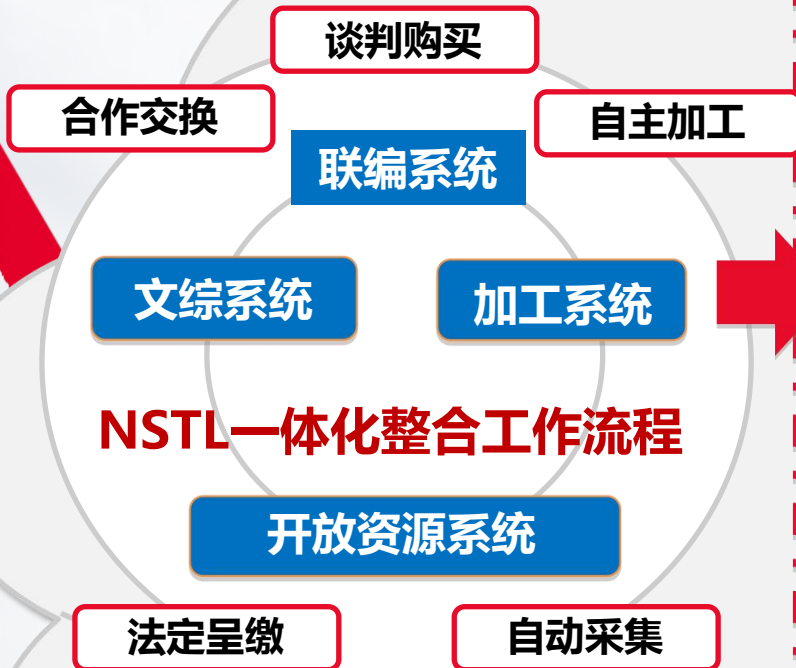 谈判购买
合作交换
自主加工
联编系统
文综系统
加工系统
NSTL一体化整合工作流程
开放资源系统
法定呈缴
自动采集